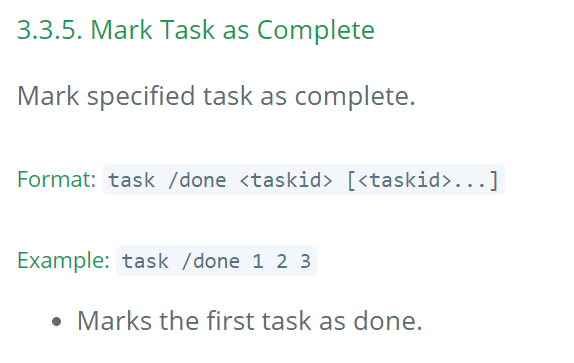 3.3.5. Mark Task as Complete
Mark specified task as complete.
Format: task /done <taskid> [<taskid>...]
Example: task /done 1 2 3
• Marks the first task as done.